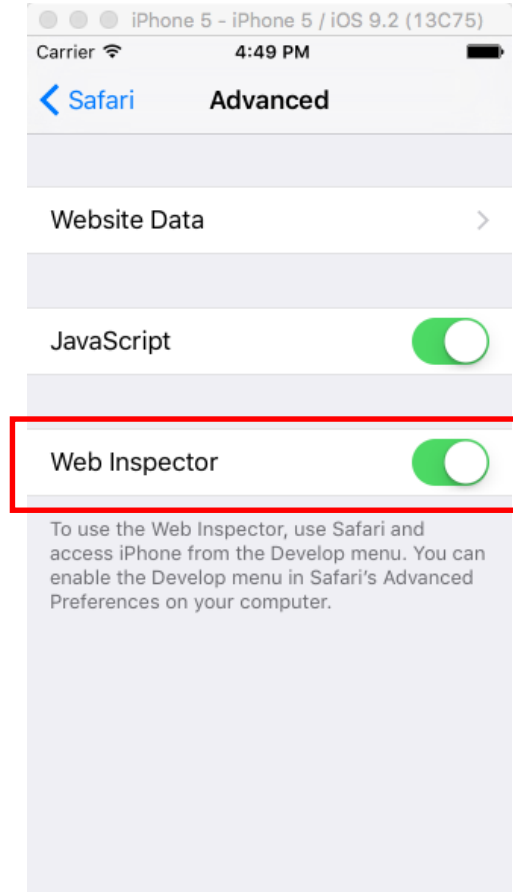 iPhone 5 - iPhone 5 / iOS 9.2 (13C75)
Carrier 4:49 PM
Safari Advanced
Website Data
JavaScript
Web Inspector
To use the Web Inspector, use Safari and
access iPhone from the Develop menu. You can
enable the Develop menu in Safari's Advanced
Preferences on your computer.